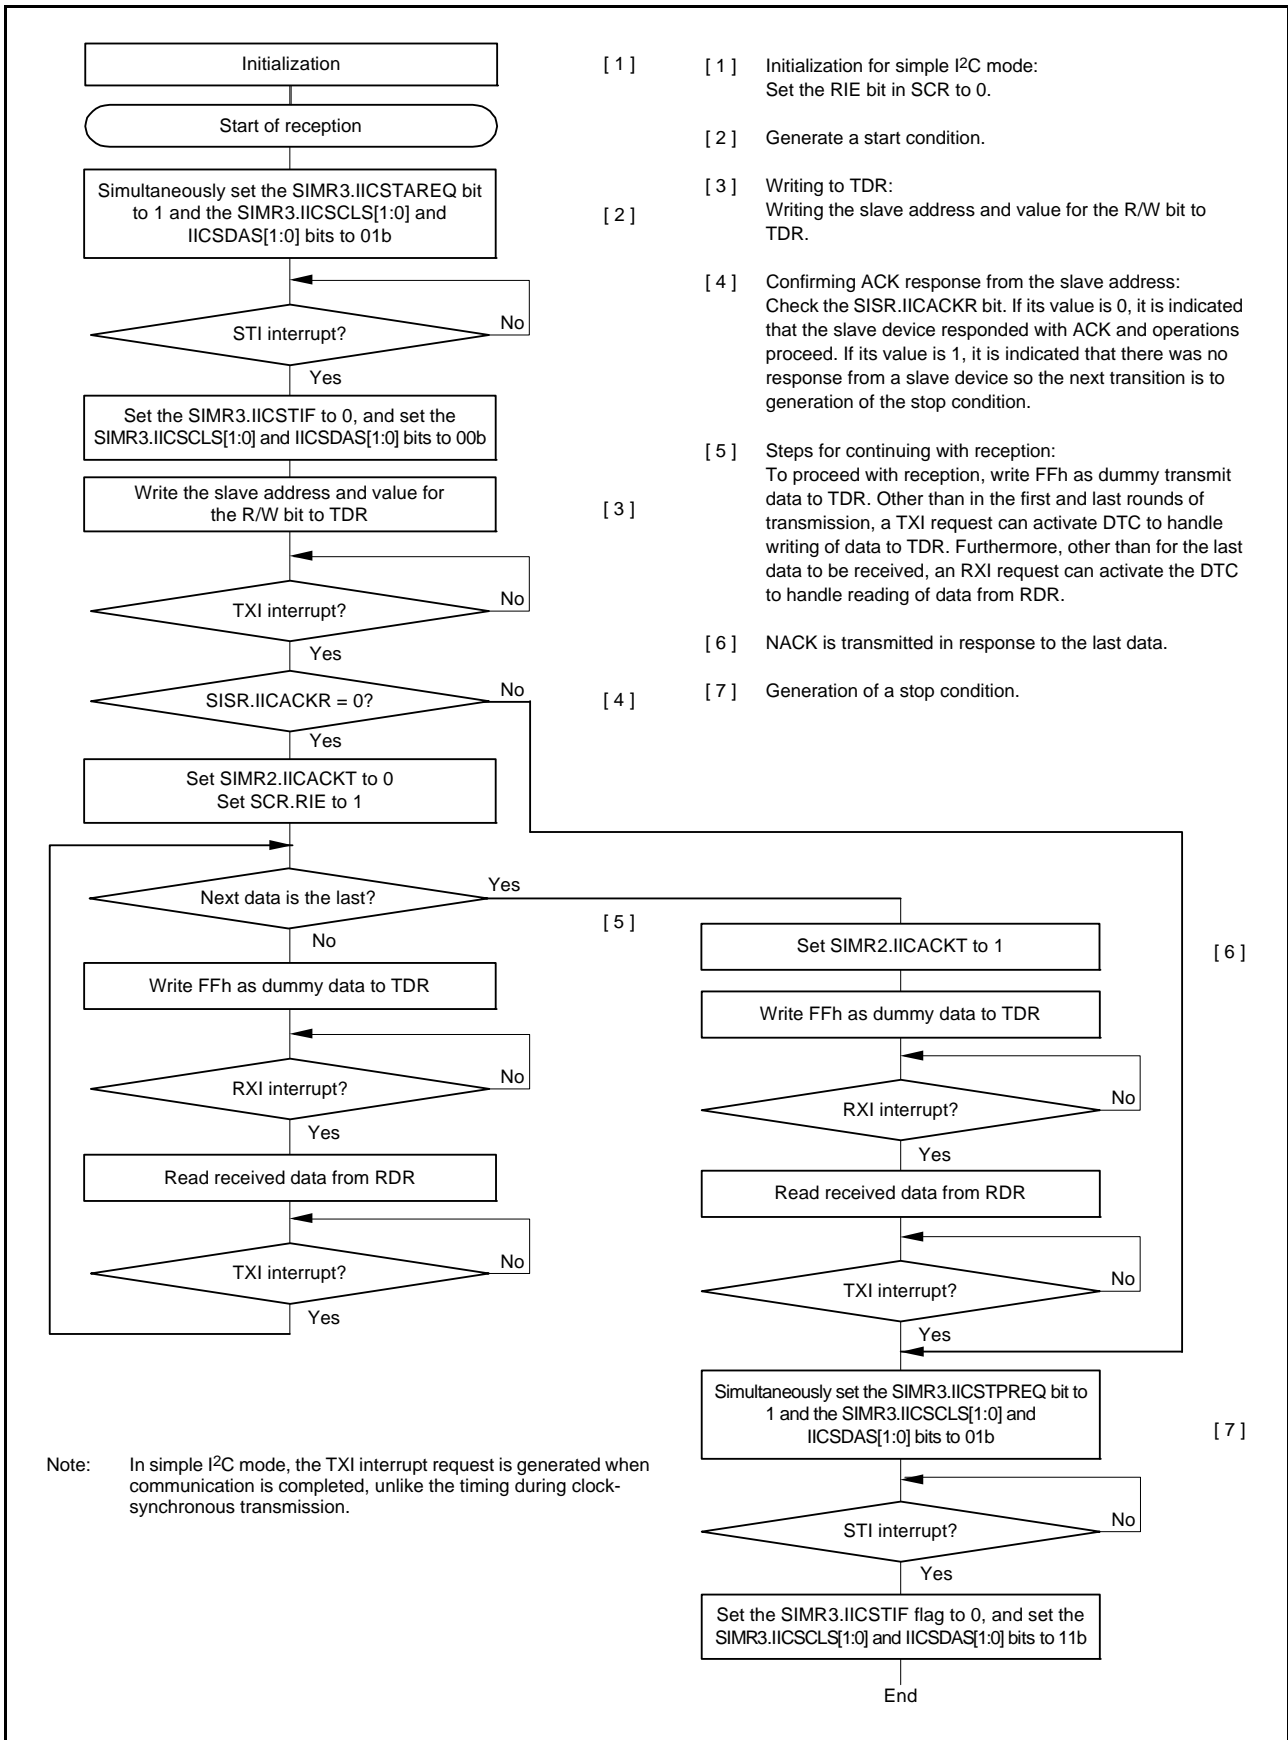 Initialization
[ 1 ]
Start of reception
Simultaneously set the SIMR3.IICSTAREQ bit
to 1 and the SIMR3.IICSCLS[1:0] and
IICSDAS[1:0] bits to 01b
[ 2 ]
STI interrupt?
No
Yes
Set the SIMR3.IICSTIF to 0, and set the
SIMR3.IICSCLS[1:0] and IICSDAS[1:0] bits to 00b
Write the slave address and value for
the R/W bit to TDR
[ 3 ]
TXI interrupt?
No
Yes
SISR.IICACKR = 0?
No
[ 4 ]
Yes
Set SIMR2.IICACKT to 0
Set SCR.RIE to 1
Next data is the last?
Yes
[ 5 ]
No
Write FFh as dummy data to TDR
RXI interrupt?
No
Yes
Read received data from RDR
TXI interrupt?
No
Yes
[ 1 ] Initialization for simple I2C mode:
Set the RIE bit in SCR to 0.
[ 2 ] Generate a start condition.
[ 3 ] Writing to TDR:
Writing the slave address and value for the R/W bit to
TDR.
[ 4 ] Confirming ACK response from the slave address:
Check the SISR.IICACKR bit. If its value is 0, it is indicated
that the slave device responded with ACK and operations
proceed. If its value is 1, it is indicated that there was no
response from a slave device so the next transition is to
generation of the stop condition.
[ 5 ] Steps for continuing with reception:
To proceed with reception, write FFh as dummy transmit
data to TDR. Other than in the first and last rounds of
transmission, a TXI request can activate DTC to handle
writing of data to TDR. Furthermore, other than for the last
data to be received, an RXI request can activate the DTC
to handle reading of data from RDR.
[ 6 ] NACK is transmitted in response to the last data.
[ 7 ] Generation of a stop condition.
Set SIMR2.IICACKT to 1
[ 6 ]
Write FFh as dummy data to TDR
RXI interrupt?
No
Yes
Read received data from RDR
TXI interrupt?
No
Yes
Simultaneously set the SIMR3.IICSTPREQ bit to
1 and the SIMR3.IICSCLS[1:0] and
IICSDAS[1:0] bits to 01b
[ 7 ]
STI interrupt?
No
Yes
Set the SIMR3.IICSTIF flag to 0, and set the
SIMR3.IICSCLS[1:0] and IICSDAS[1:0] bits to 11b
End
Note: In simple I2C mode, the TXI interrupt request is generated when
communication is completed, unlike the timing during clock-
synchronous transmission.